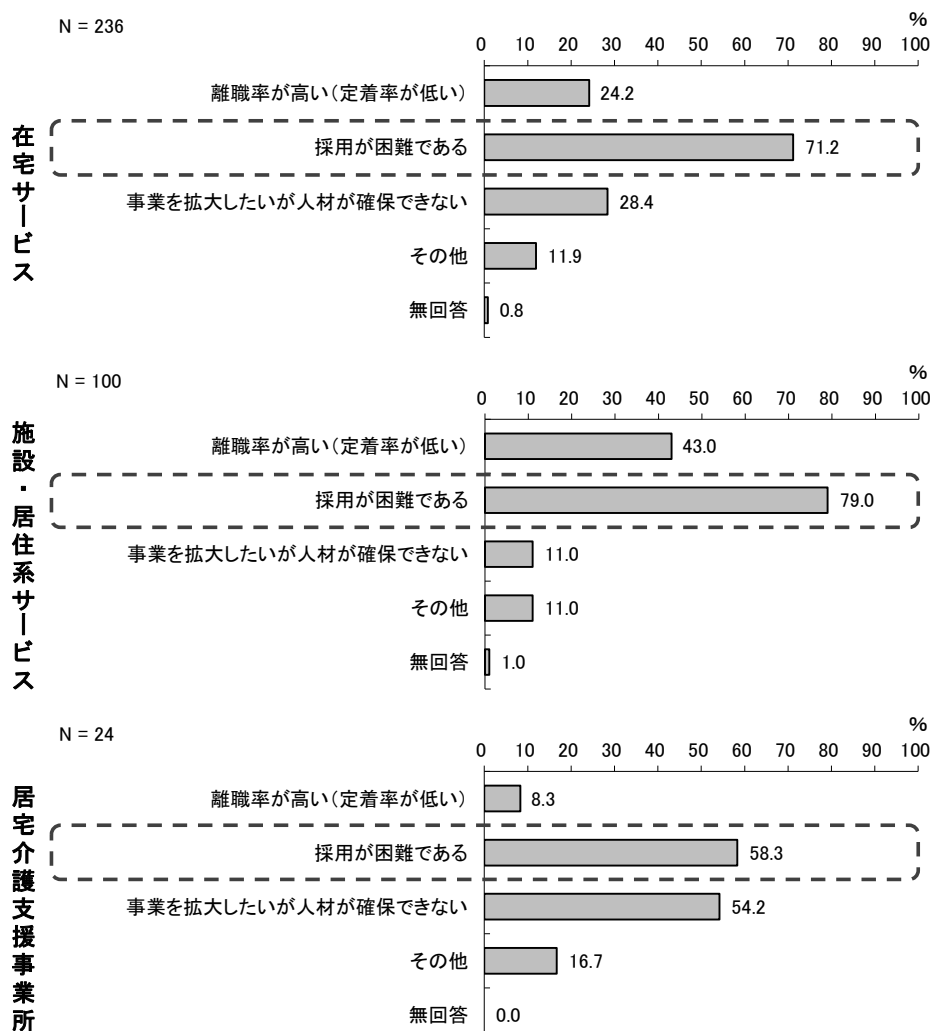 N = 236
%
0 10 20 30 40 50 60 70 80 90 100
在宅サービス
離職率が高い（定着率が低い） 24.2
採用が困難である 71.2
事業を拡大したいが人材が確保できない 28.4
その他 11.9
無回答 0.8
N = 100
%
0 10 20 30 40 50 60 70 80 90 100
施設・居住系サービス
離職率が高い（定着率が低い） 43.0
採用が困難である 79.0
事業を拡大したいが人材が確保できない 11.0
その他 11.0
無回答 1.0
N = 24
%
0 10 20 30 40 50 60 70 80 90 100
居宅介護支援事業所
離職率が高い（定着率が低い） 8.3
採用が困難である 58.3
事業を拡大したいが人材が確保できない 54.2
その他 16.7
無回答 0.0